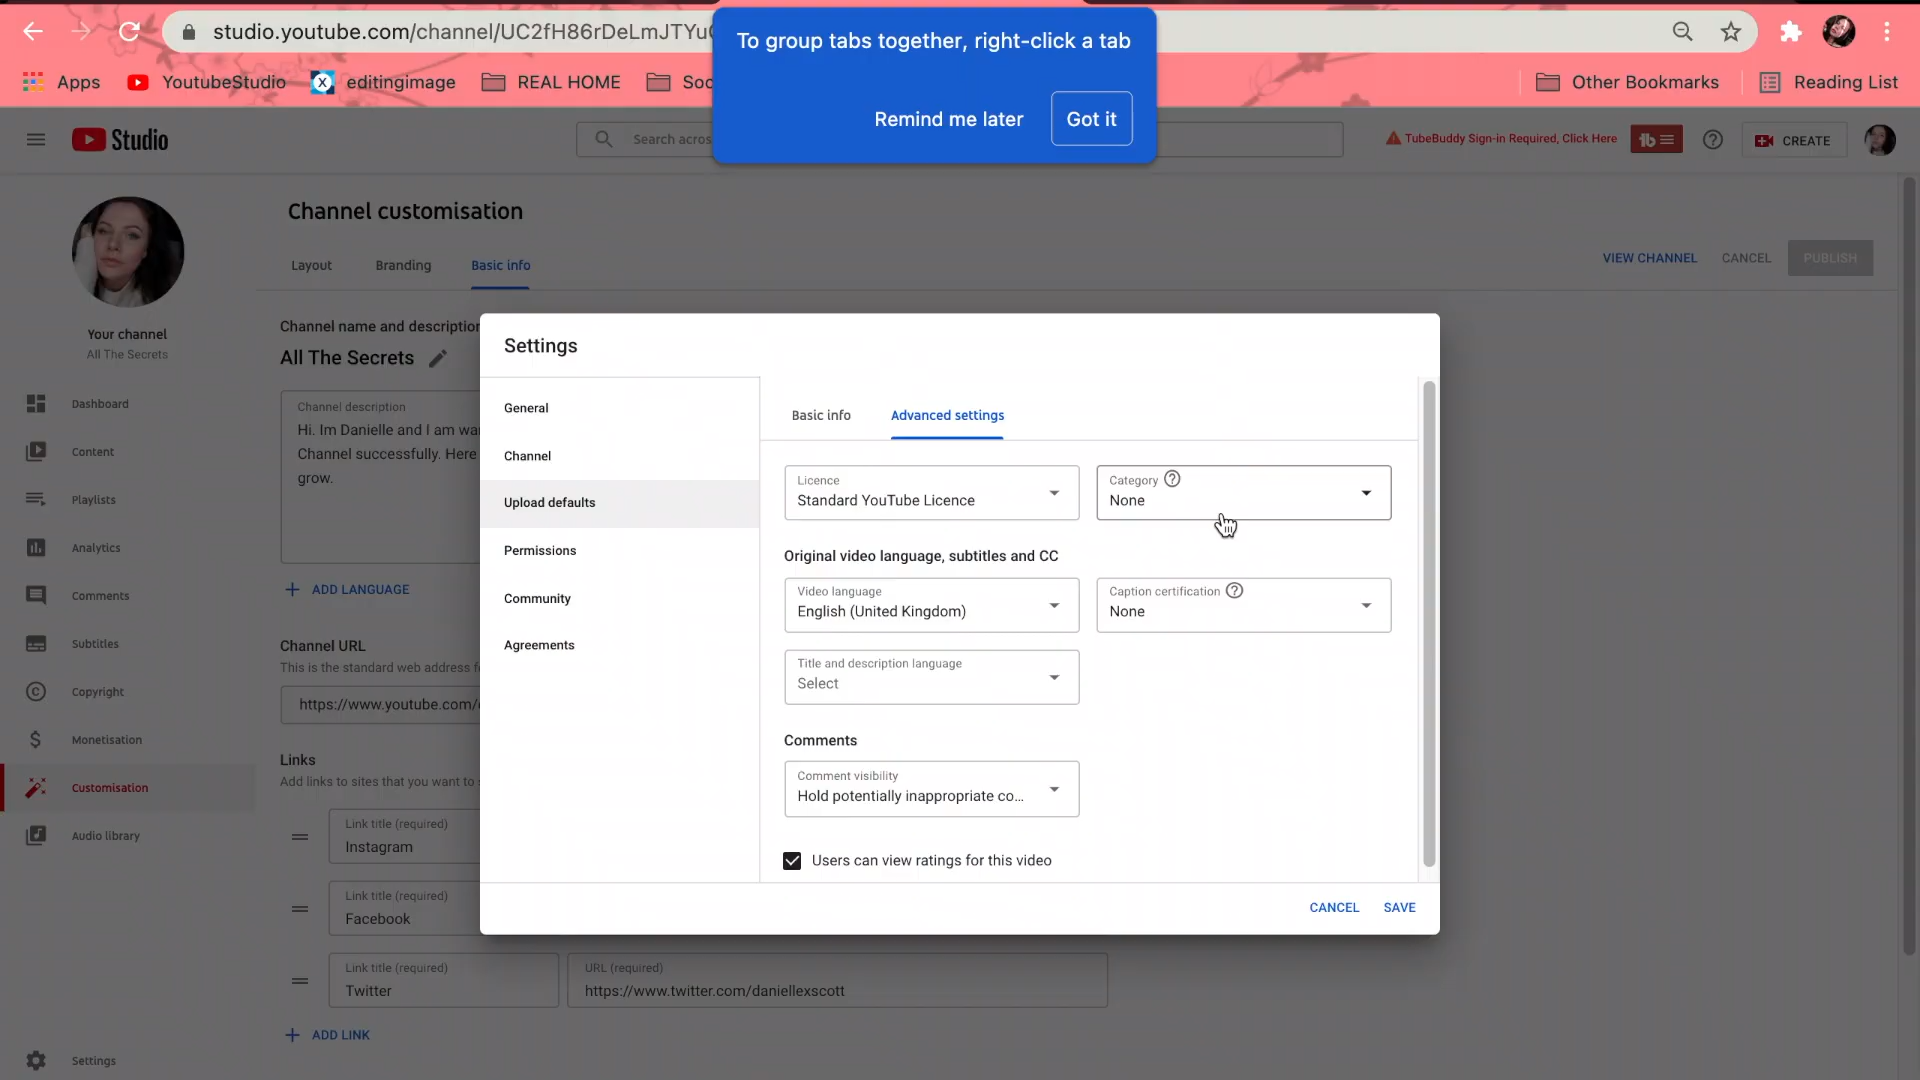 studio.youtube.com/channel/UC2fH86rDeLmJTYu
To group tabs together, right-click a tab
Remind me later
Got it
Apps
YoutubeStudio
editingimage
REAL HOME
Soc
Other Bookmarks
Reading List
Studio
Search acros
TubeBuddy Sign-in Required, Click Here
CREATE
Channel customisation
Layout
Branding
Basic info
VIEW CHANNEL
CANCEL
PUBLISH
Your channel
All The Secrets
Dashboard
Content
Playlists
Analytics
Comments
Subtitles
Copyright
Monetisation
Customisation
Audio library
Settings
Channel name and description
All The Secrets
Channel description
Hi. Im Danielle and I am wa
Channel successfully. Here
grow.
ADD LANGUAGE
Channel URL
This is the standard web address
https://www.youtube.com/
Links
Add links to sites that you want to
Link title (required)
Instagram
Link title (required)
Facebook
Link title (required)
Twitter
URL (required)
https://www.twitter.com/daniellexscott
ADD LINK
Settings
General
Channel
Upload defaults
Permissions
Community
Agreements
Basic info
Advanced settings
Licence
Standard YouTube Licence
Category
None
Original video language, subtitles and CC
Video language
English (United Kingdom)
Caption certification
None
Title and description language
Select
Comments
Comment visibility
Hold potentially inappropriate co...
Users can view ratings for this video
CANCEL
SAVE